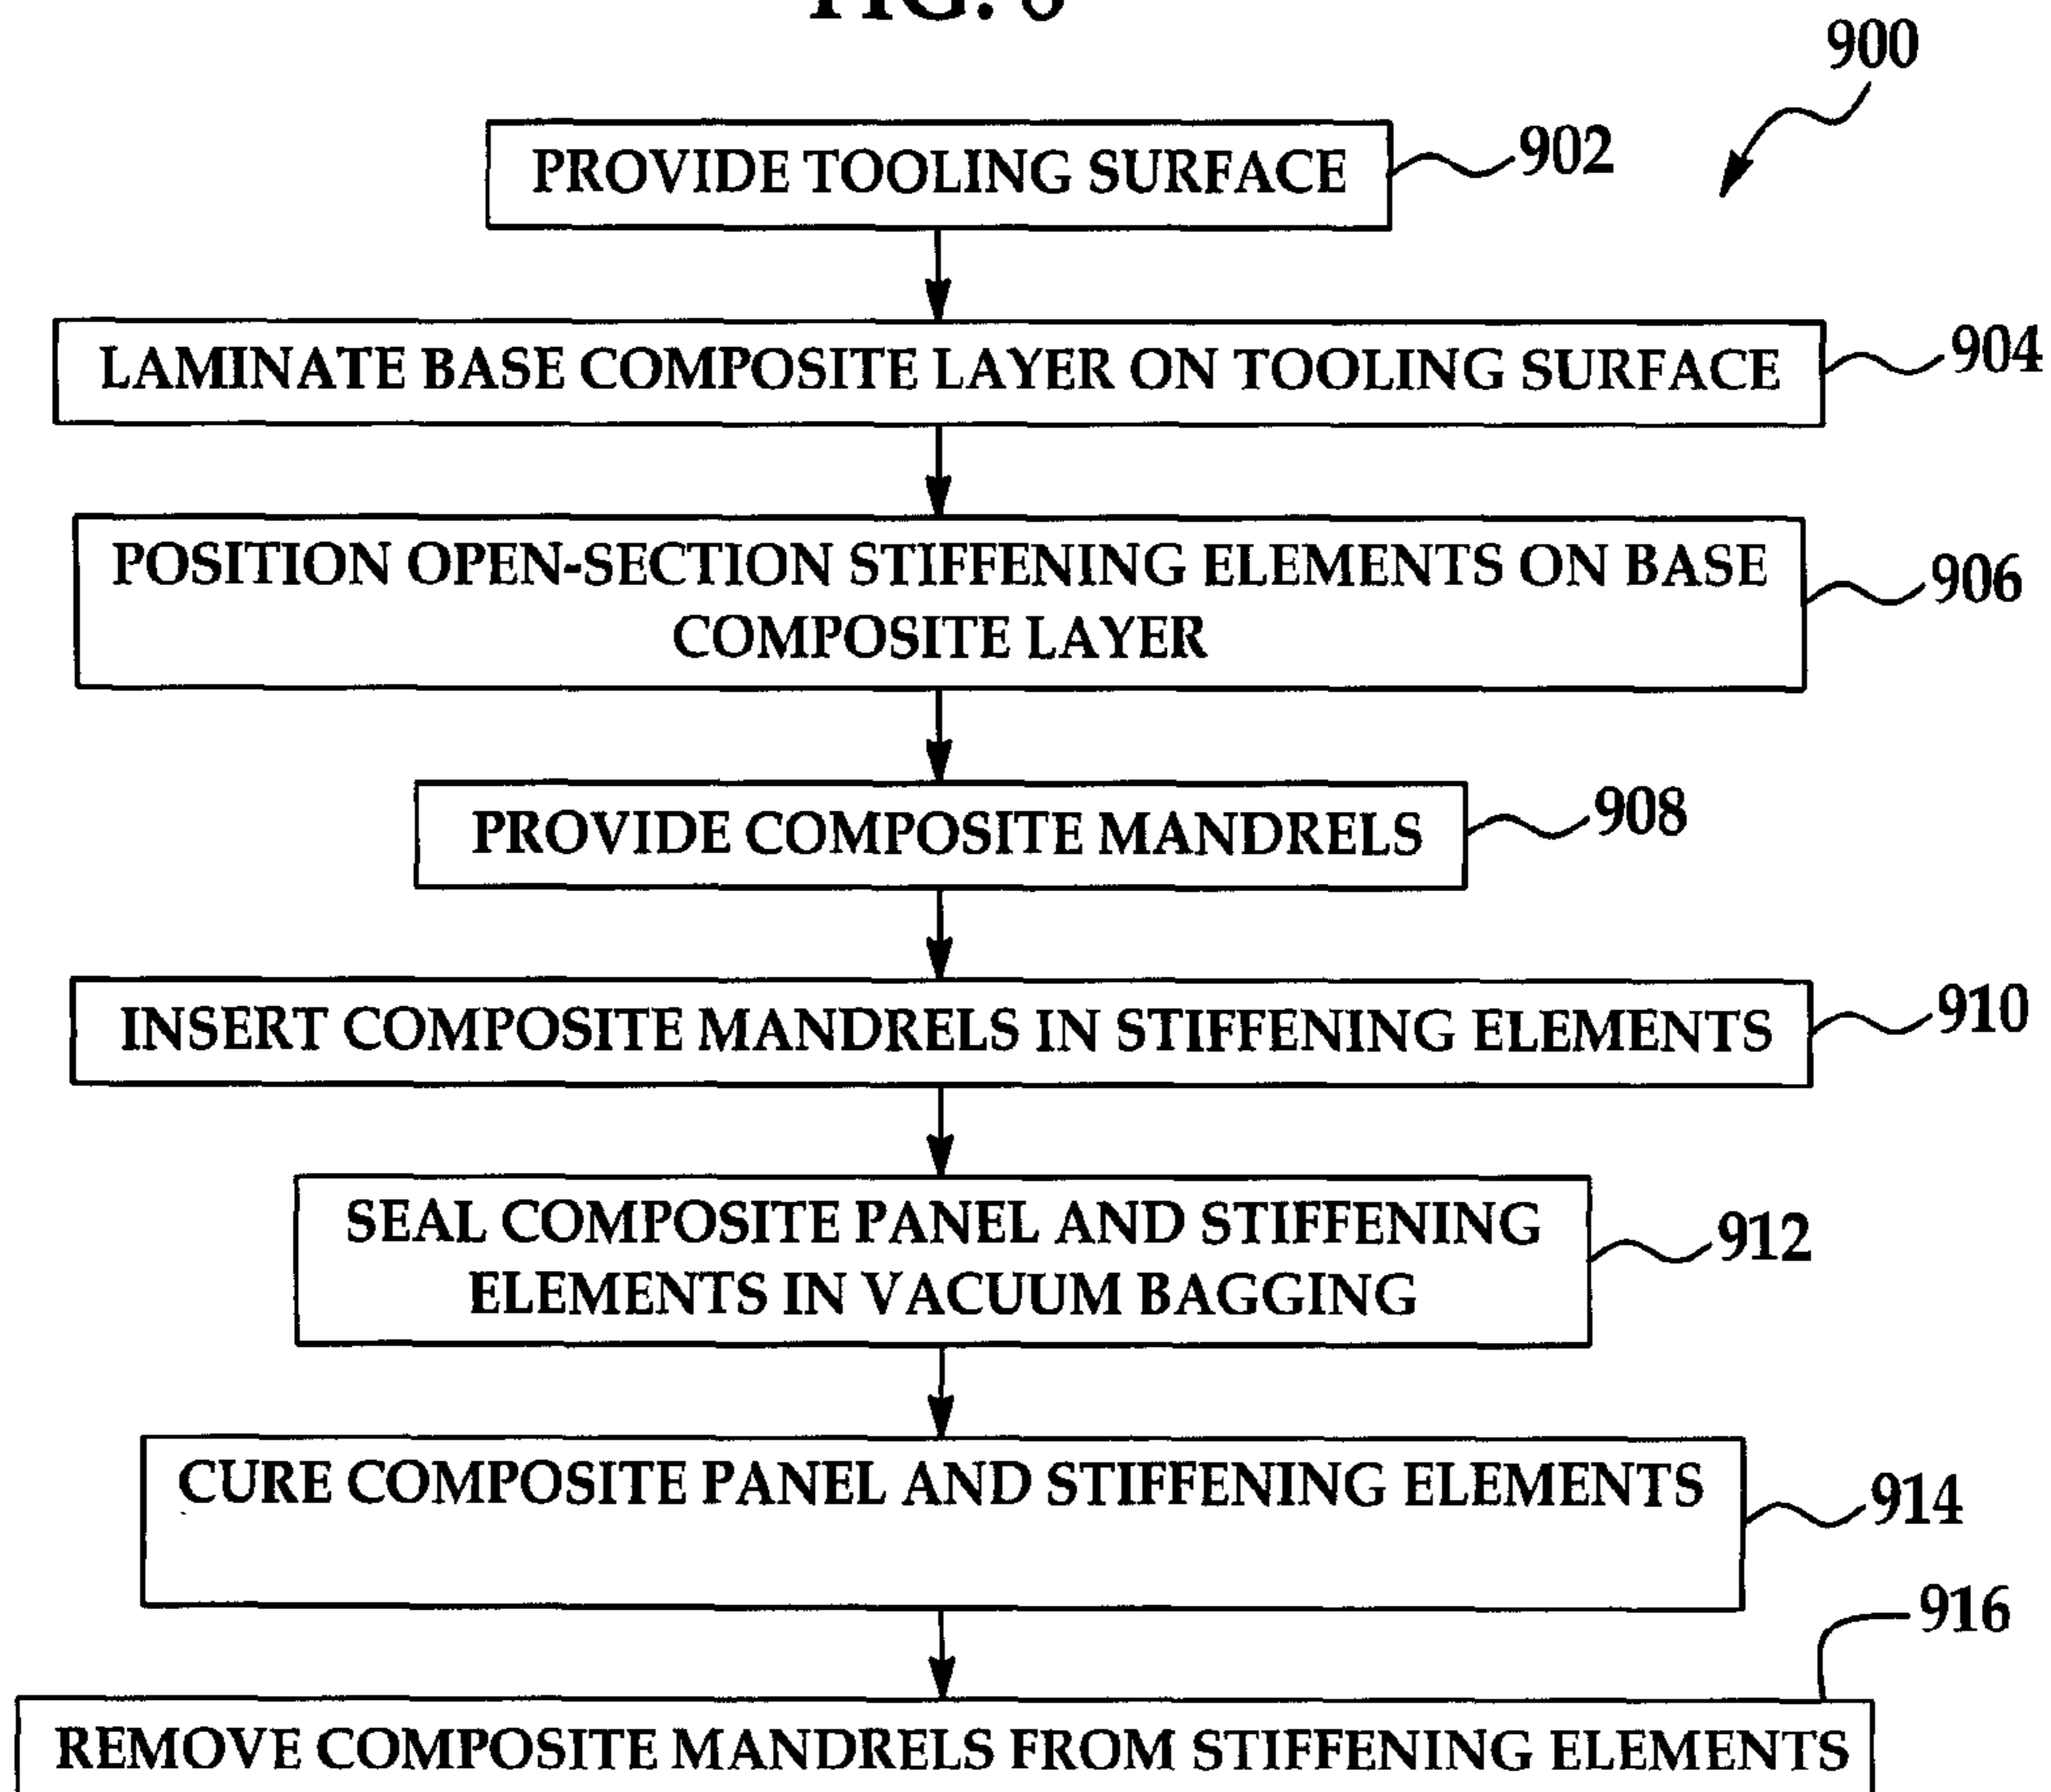 900
PROVIDE TOOLING SURFACE
902
LAMINATE BASE COMPOSITE LAYER ON TOOLING SURFACE
904
POSITION OPEN-SECTION STIFFENING ELEMENTS ON BASE
COMPOSITE LAYER
906
PROVIDE COMPOSITE MANDRELS
908
INSERT COMPOSITE MANDRELS IN STIFFENING ELEMENTS
910
SEAL COMPOSITE PANEL AND STIFFENING
ELEMENTS IN VACUUM BAGGING
912
CURE COMPOSITE PANEL AND STIFFENING ELEMENTS
914
916
REMOVE COMPOSITE MANDRELS FROM STIFFENING ELEMENTS